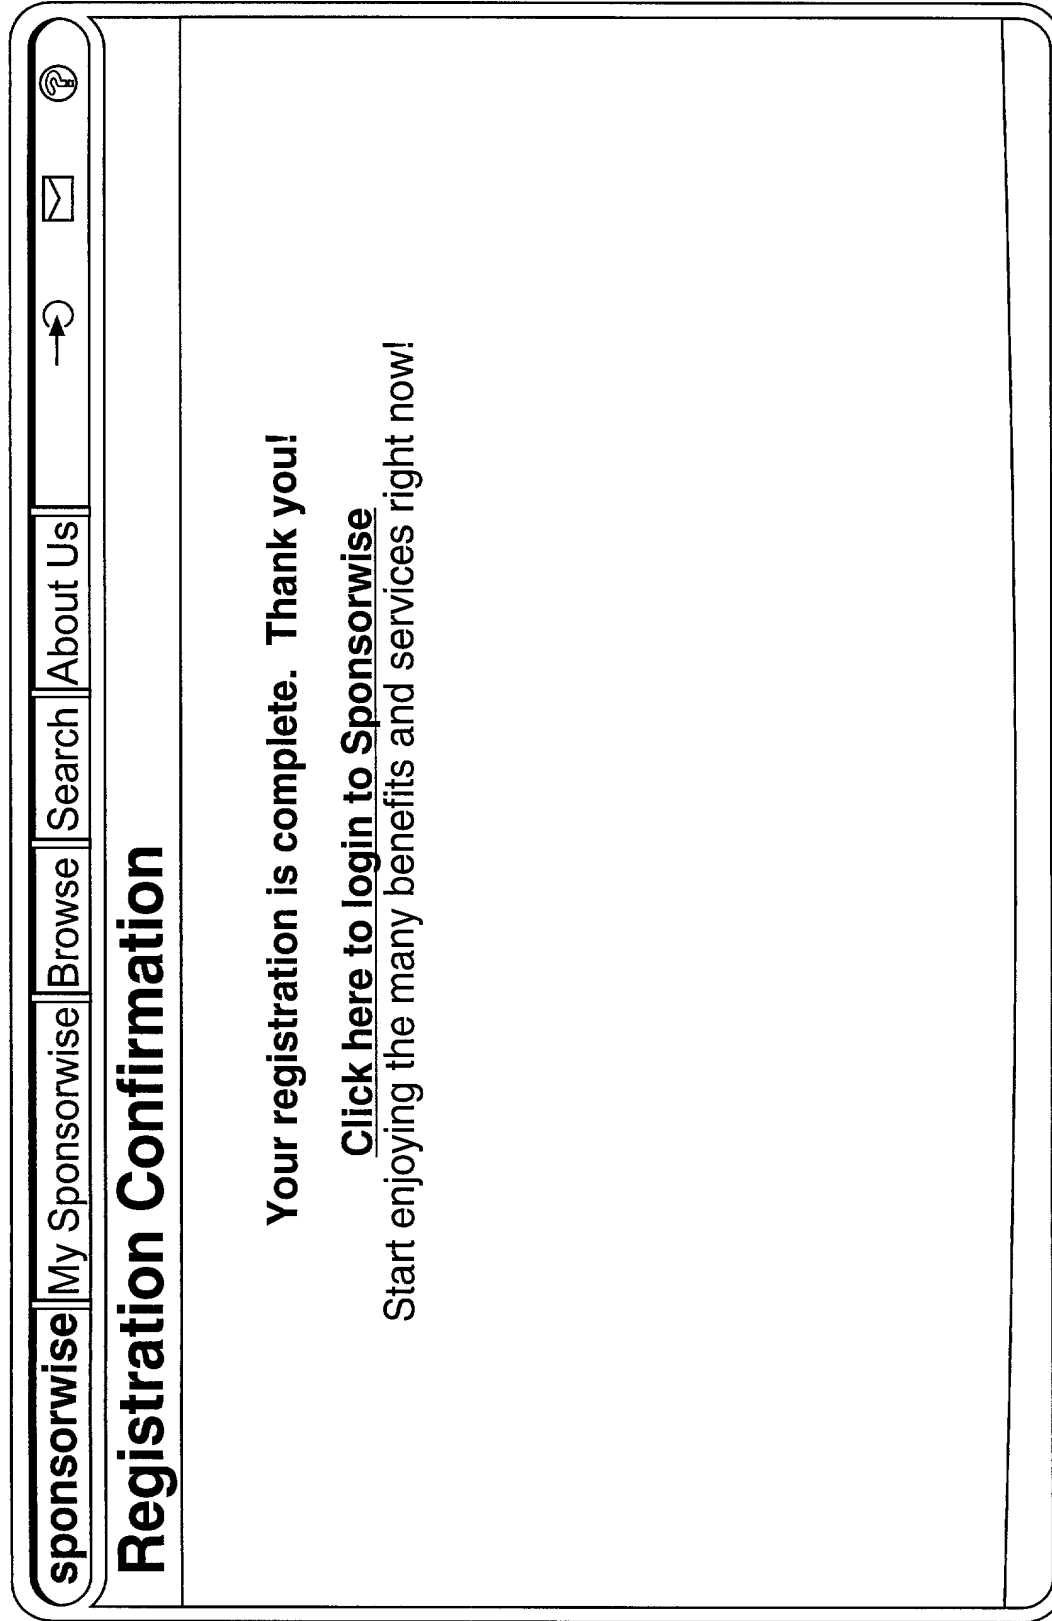 sponsorwise My Sponsorwise Browse Search About Us ?
Registration Confirmation
Your registration is complete. Thank you!
Click here to login to Sponsorwise
Start enjoying the many benefits and services right now!